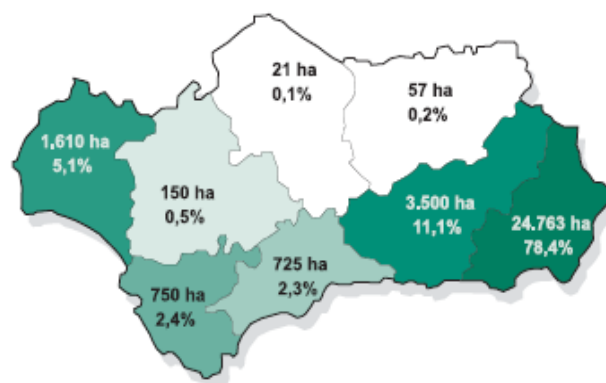 21 ha
0,1%
57 ha
0,2%
1.610 ha
5,1%
150 ha
0,5%
3.500 ha
11,1%
24.763 ha
78,4%
725 ha
2,3%
750 ha
2,4%